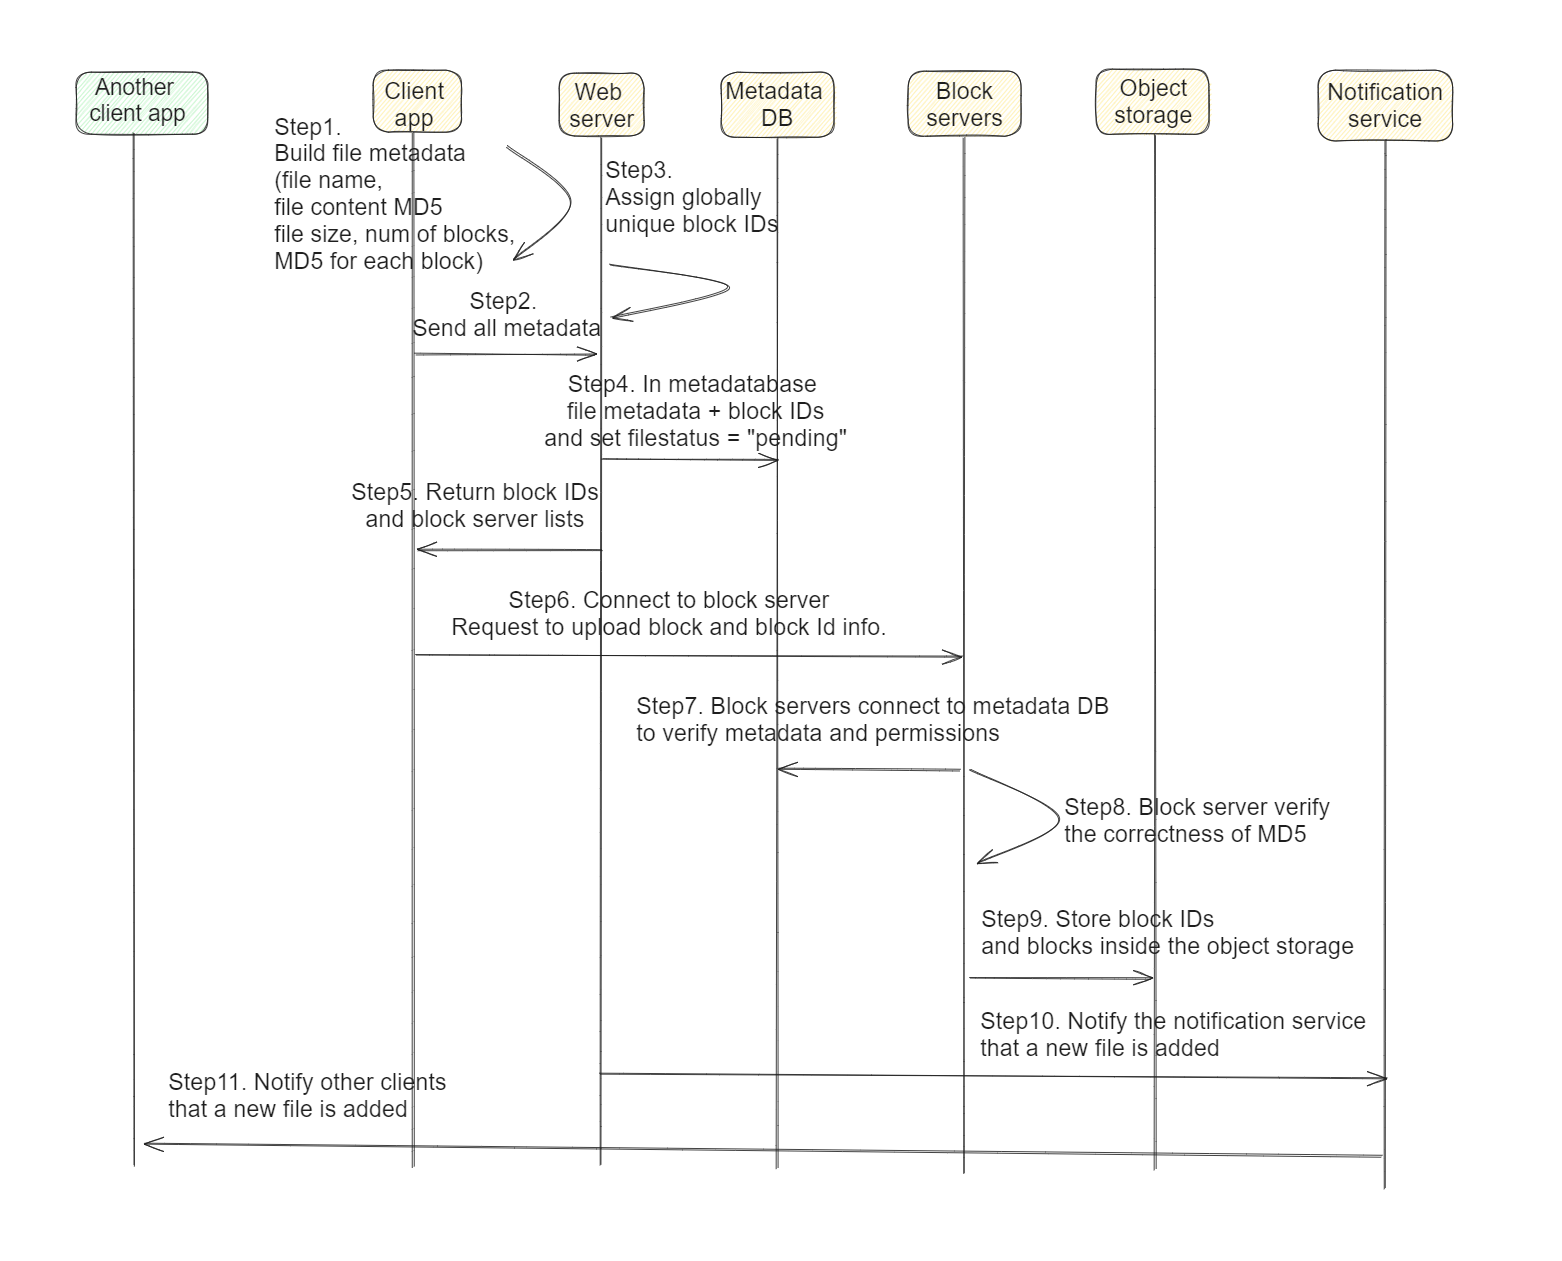 Another
client app
Client
app
Web
server
Metadata
DB
Block
servers
Object
storage
Notification
service
Step1.
Build file metadata
(file name,
file content MD5
file size, num of blocks,
MD5 for each block)
Step3.
Assign globally
unique block IDs
Step2.
Send all metadata
Step4. In metadatabase
file metadata + block IDs
and set filestatus = "pending"
Step5. Return block IDs
and block server lists
Step6. Connect to block server
Request to upload block and block Id info.
Step7. Block servers connect to metadata DB
to verify metadata and permissions
Step8. Block server verify
the correctness of MD5
Step9. Store block IDs
and blocks inside the object storage
Step10. Notify the notification service
that a new file is added
Step11. Notify other clients
that a new file is added